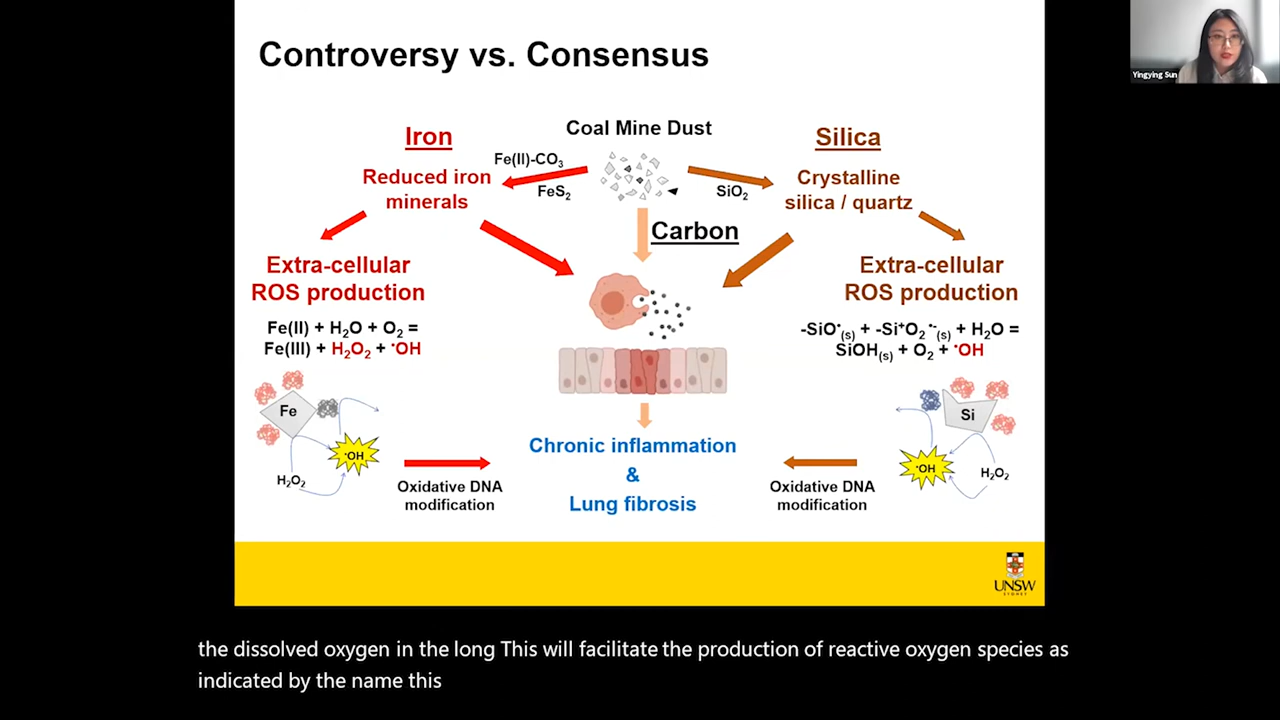 Controversy vs. Consensus
Yingying Sun
Iron
Coal Mine Dust
Silica
Fe(II)-CO₃
FeS₂
SiO₂
Reduced iron
minerals
Crystalline
silica / quartz
Carbon
Extra-cellular
ROS production
Extra-cellular
ROS production
Fe(II) + H₂O + O₂ =
Fe(III) + H₂O₂ + •OH
-SiO•(s) + -Si⁺O₂•⁻(s) + H₂O =
SiOH(s) + O₂ + •OH
Fe
•OH
H₂O₂
Si
•OH
H₂O₂
Oxidative DNA
modification
Chronic inflammation
&
Lung fibrosis
Oxidative DNA
modification
UNSW
SYDNEY
the dissolved oxygen in the long This will facilitate the production of reactive oxygen species as
indicated by the name this